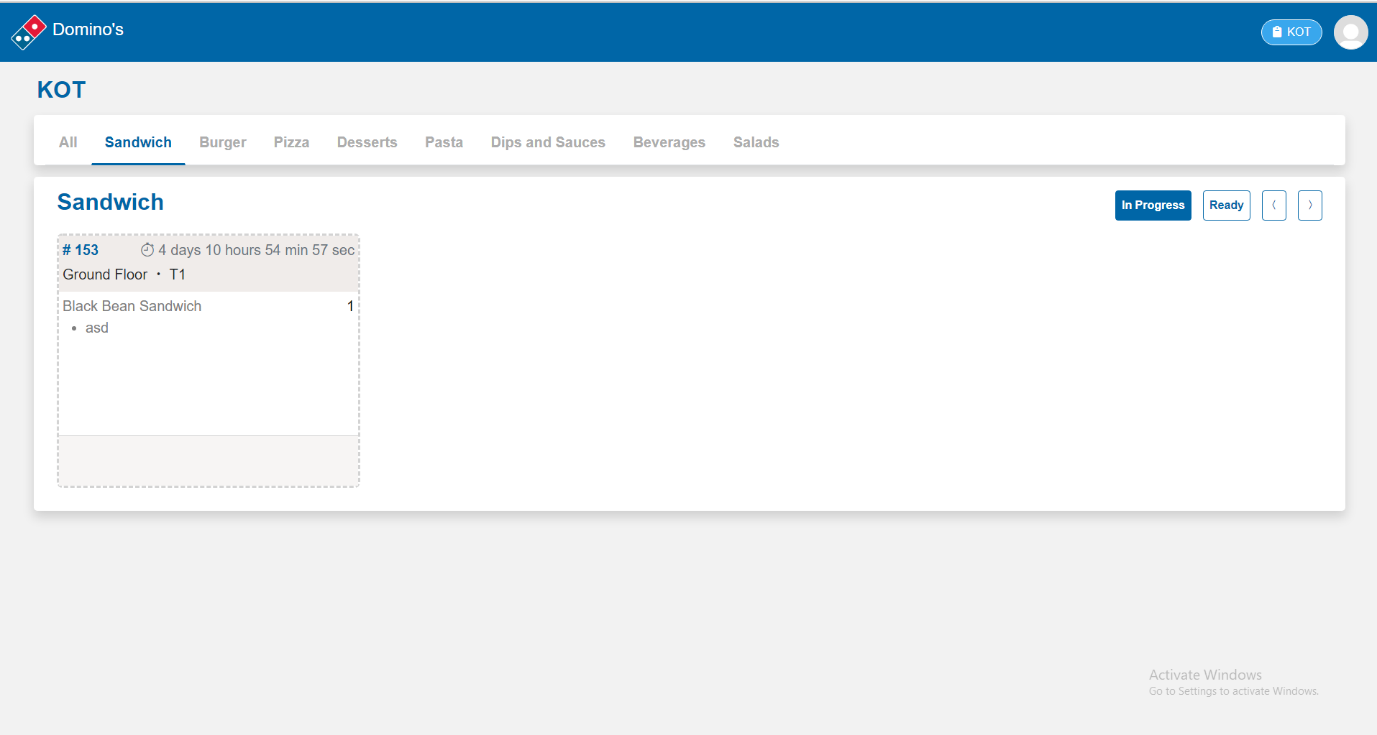 Domino's
KOT
KOT
All Sandwich Burger Pizza Desserts Pasta Dips and Sauces Beverages Salads
Sandwich
In Progress Ready 〈 〉
# 153 4 days 10 hours 54 min 57 sec
Ground Floor • T1
Black Bean Sandwich 1
• asd
Activate Windows
Go to Settings to activate Windows.